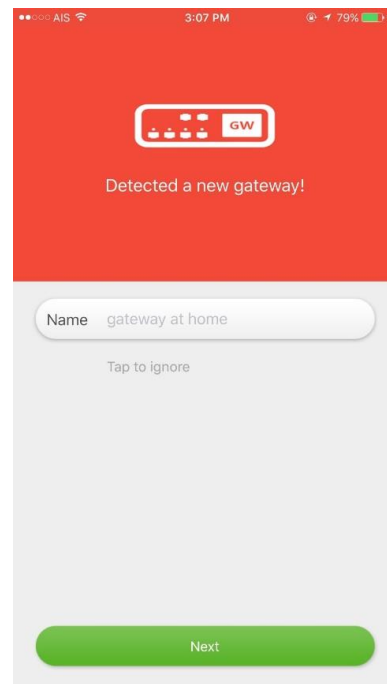 AIS 3:07 PM 79%
GW
Detected a new gateway!
Name gateway at home
Tap to ignore
Next